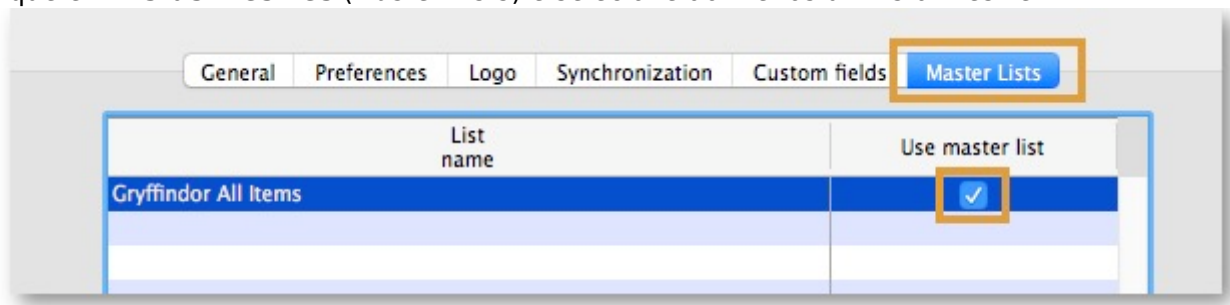 General Preferences Logo Synchronization Custom fields Master Lists
List
name
Use master list
Gryffindor All Items